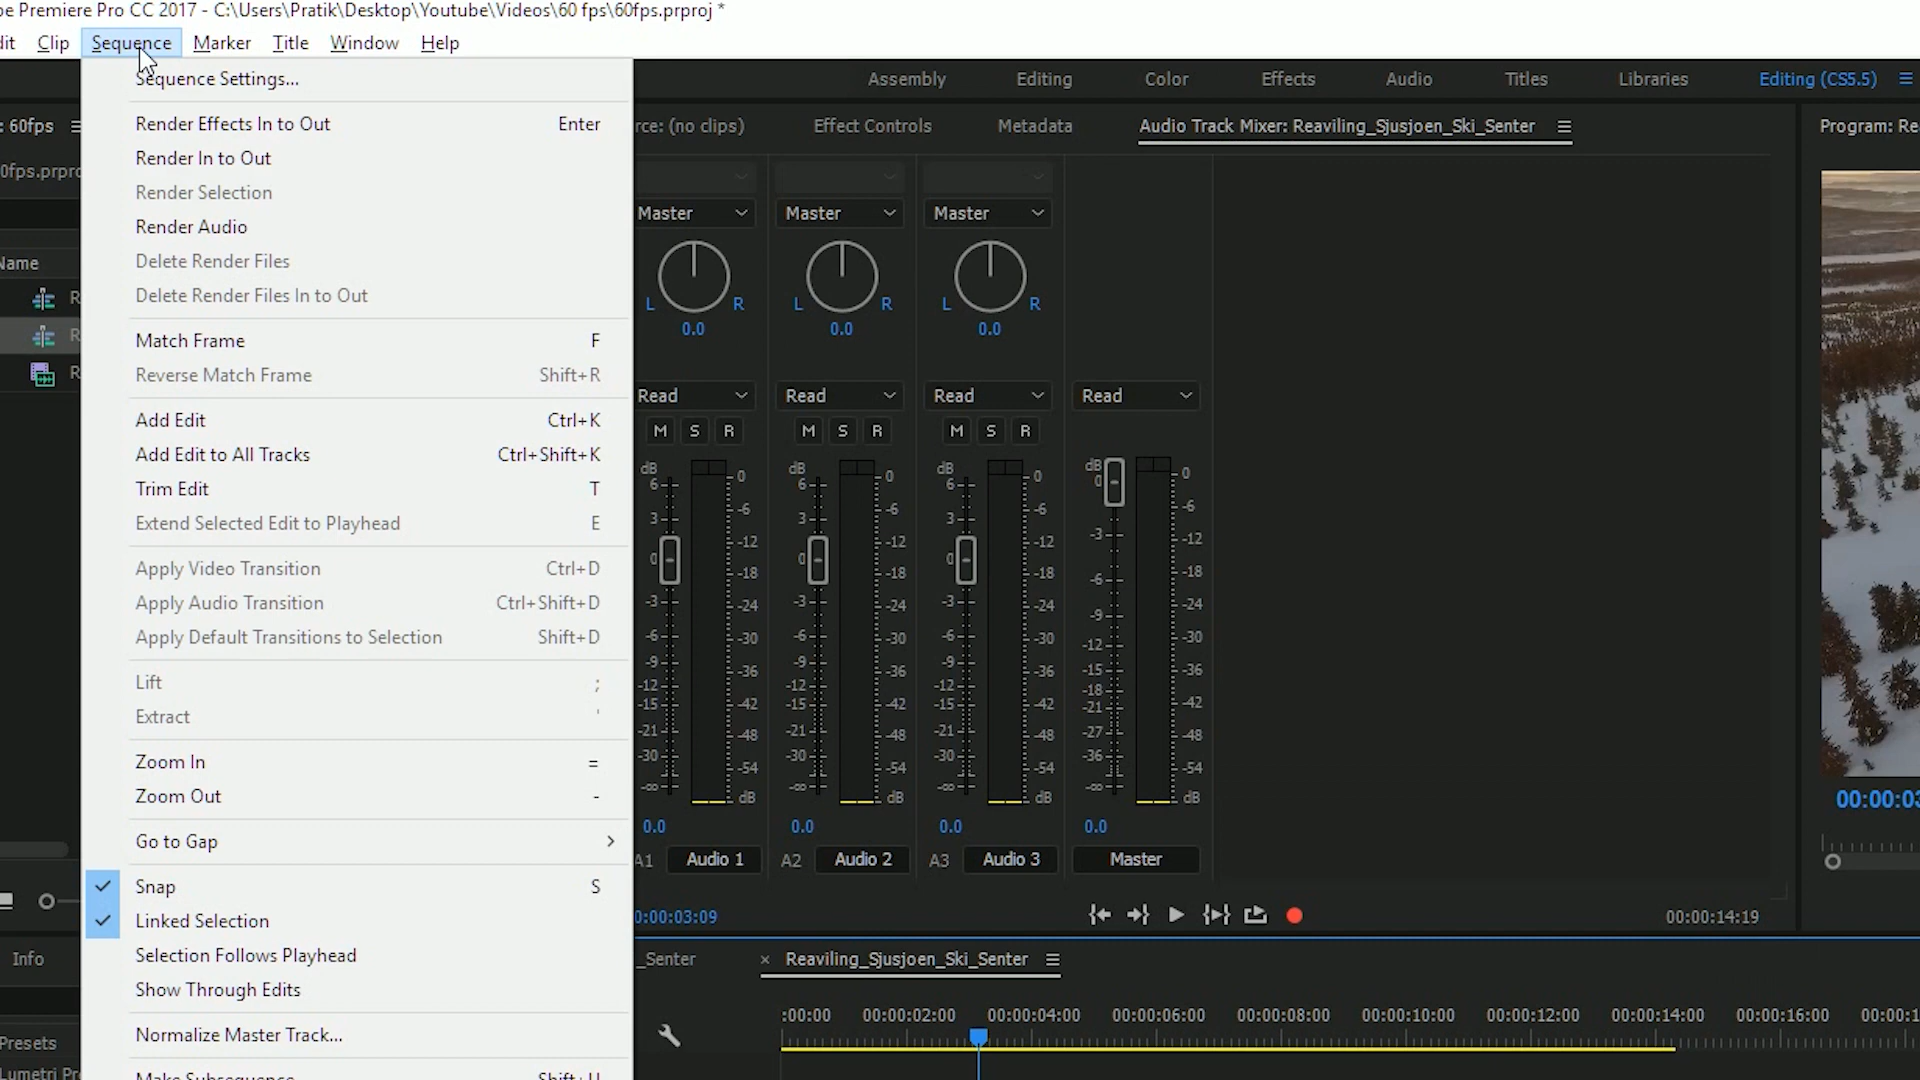 be Premiere Pro CC 2017 - C:\Users\Pratik\Desktop\Youtube\Videos\60 fps\60fps.prproj *
Clip Sequence Marker Title Window Help
Sequence Settings...
Render Effects In to Out Enter
Render In to Out
Render Selection
Render Audio
Delete Render Files
Delete Render Files In to Out
Match Frame F
Reverse Match Frame Shift+R
Add Edit Ctrl+K
Add Edit to All Tracks Ctrl+Shift+K
Trim Edit T
Extend Selected Edit to Playhead E
Apply Video Transition Ctrl+D
Apply Audio Transition Ctrl+Shift+D
Apply Default Transitions to Selection Shift+D
Lift ;
Extract '
Zoom In =
Zoom Out -
Go to Gap
Snap S
Linked Selection
Selection Follows Playhead
Show Through Edits
Normalize Master Track...
Make Subsequence Shift+U
: 60fps
0fps.prpro
Name
R
R
R
Info
Presets
Lumetri Pr
Assembly Editing Color Effects Audio Titles Libraries Editing (CS5.5)
rce: (no clips) Effect Controls Metadata Audio Track Mixer: Reaviling_Sjusjoen_Ski_Senter
Program: Rea
Master Master Master
L R L R L R
0.0 0.0 0.0
Read Read Read Read
M S R M S R M S R
dB 6 3 0 -3 -6 -9 -12 -15 -21 -30 -∞
0 -6 -12 -18 -24 -30 -36 -42 -48 -54 dB
dB 6 3 0 -3 -6 -9 -12 -15 -21 -30 -∞
0 -6 -12 -18 -24 -30 -36 -42 -48 -54 dB
dB 6 3 0 -3 -6 -9 -12 -15 -21 -30 -∞
0 -6 -12 -18 -24 -30 -36 -42 -48 -54 dB
dB 0 -3 -6 -9 -12 -15 -18 -21 -27 -36 -∞
0 -6 -12 -18 -24 -30 -36 -42 -48 -54 dB
0.0 0.0 0.0 0.0
A1 Audio 1 A2 Audio 2 A3 Audio 3 Master
0:00:03:09 00:00:14:19
00:00:03
_Senter × Reaviling_Sjusjoen_Ski_Senter
:00:00 00:00:02:00 00:00:04:00 00:00:06:00 00:00:08:00 00:00:10:00 00:00:12:00 00:00:14:00 00:00:16:00 00:00:1